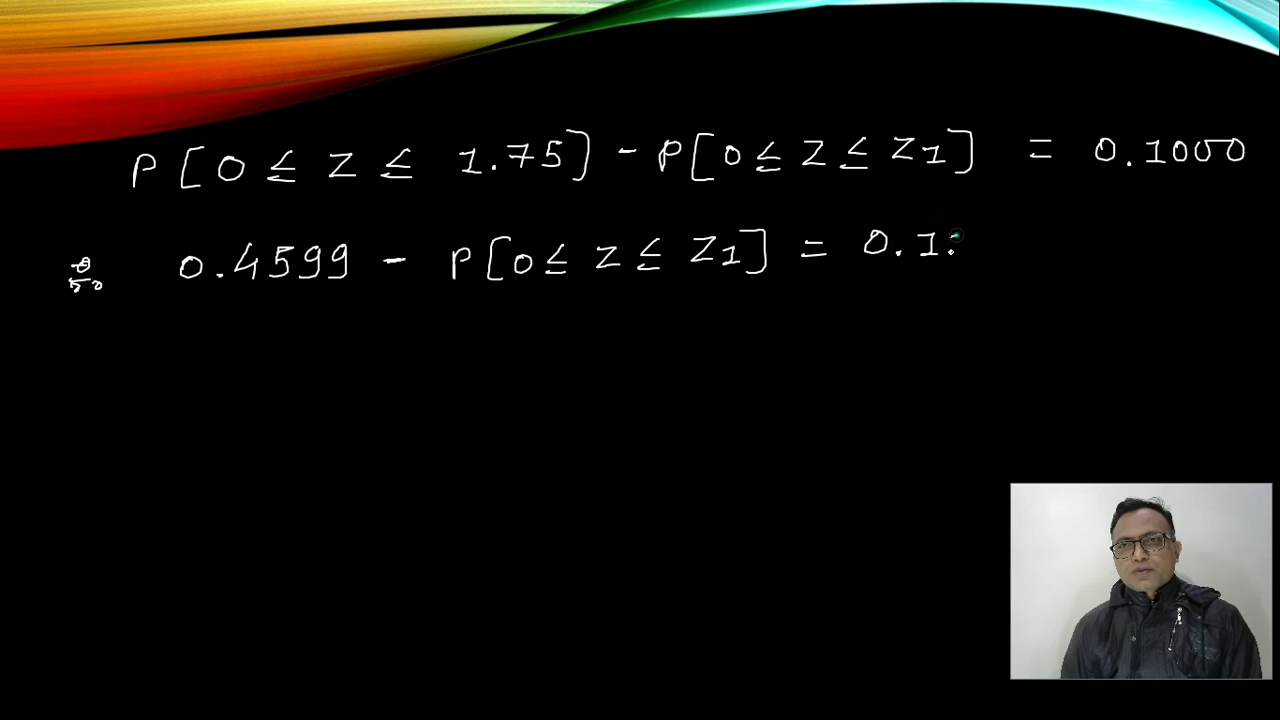 P[0 ≤ Z ≤ 1.75] - P[0 ≤ Z ≤ Z1] = 0.1000
0.4599 - P[0 ≤ Z ≤ Z1] = 0.1